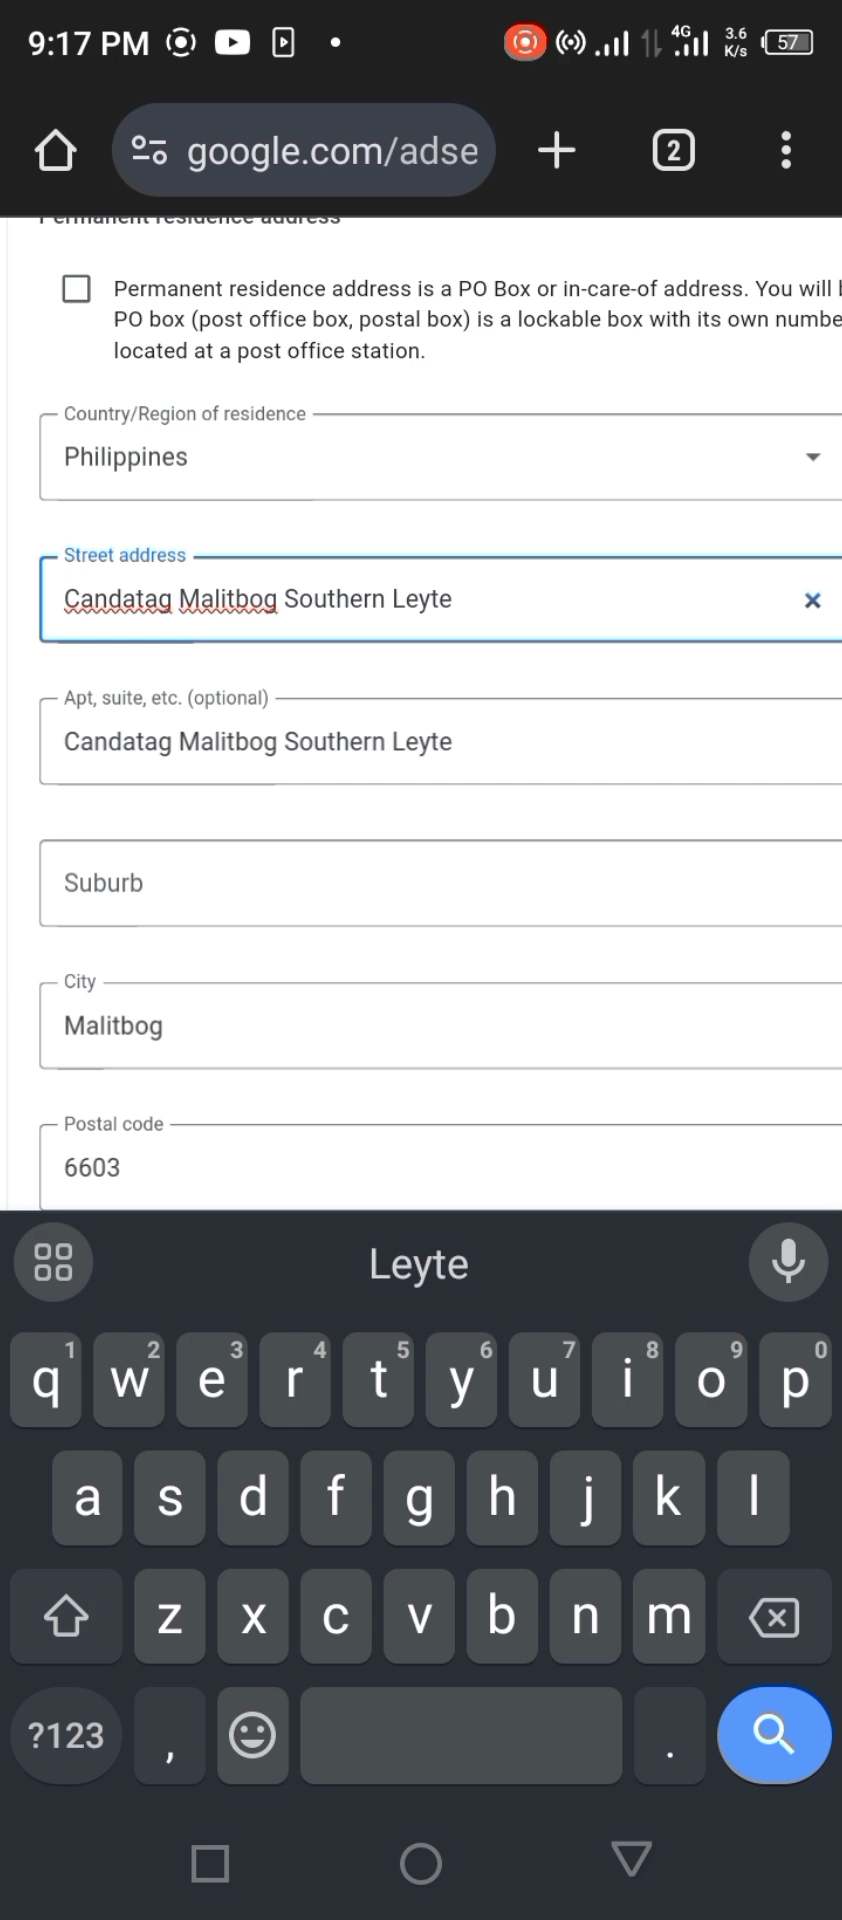 9:17 PM 4G 3.6 K/s 57
google.com/adse 2
Permanent residence address
Permanent residence address is a PO Box or in-care-of address. You will
PO box (post office box, postal box) is a lockable box with its own numbe
located at a post office station.
Country/Region of residence
Philippines
Street address
Candatag Malitbog Southern Leyte
Apt, suite, etc. (optional)
Candatag Malitbog Southern Leyte
Suburb
City
Malitbog
Postal code
6603
Leyte
1 2 3 4 5 6 7 8 9 0
q w e r t y u i o p
a s d f g h j k l
z x c v b n m
?123 , .